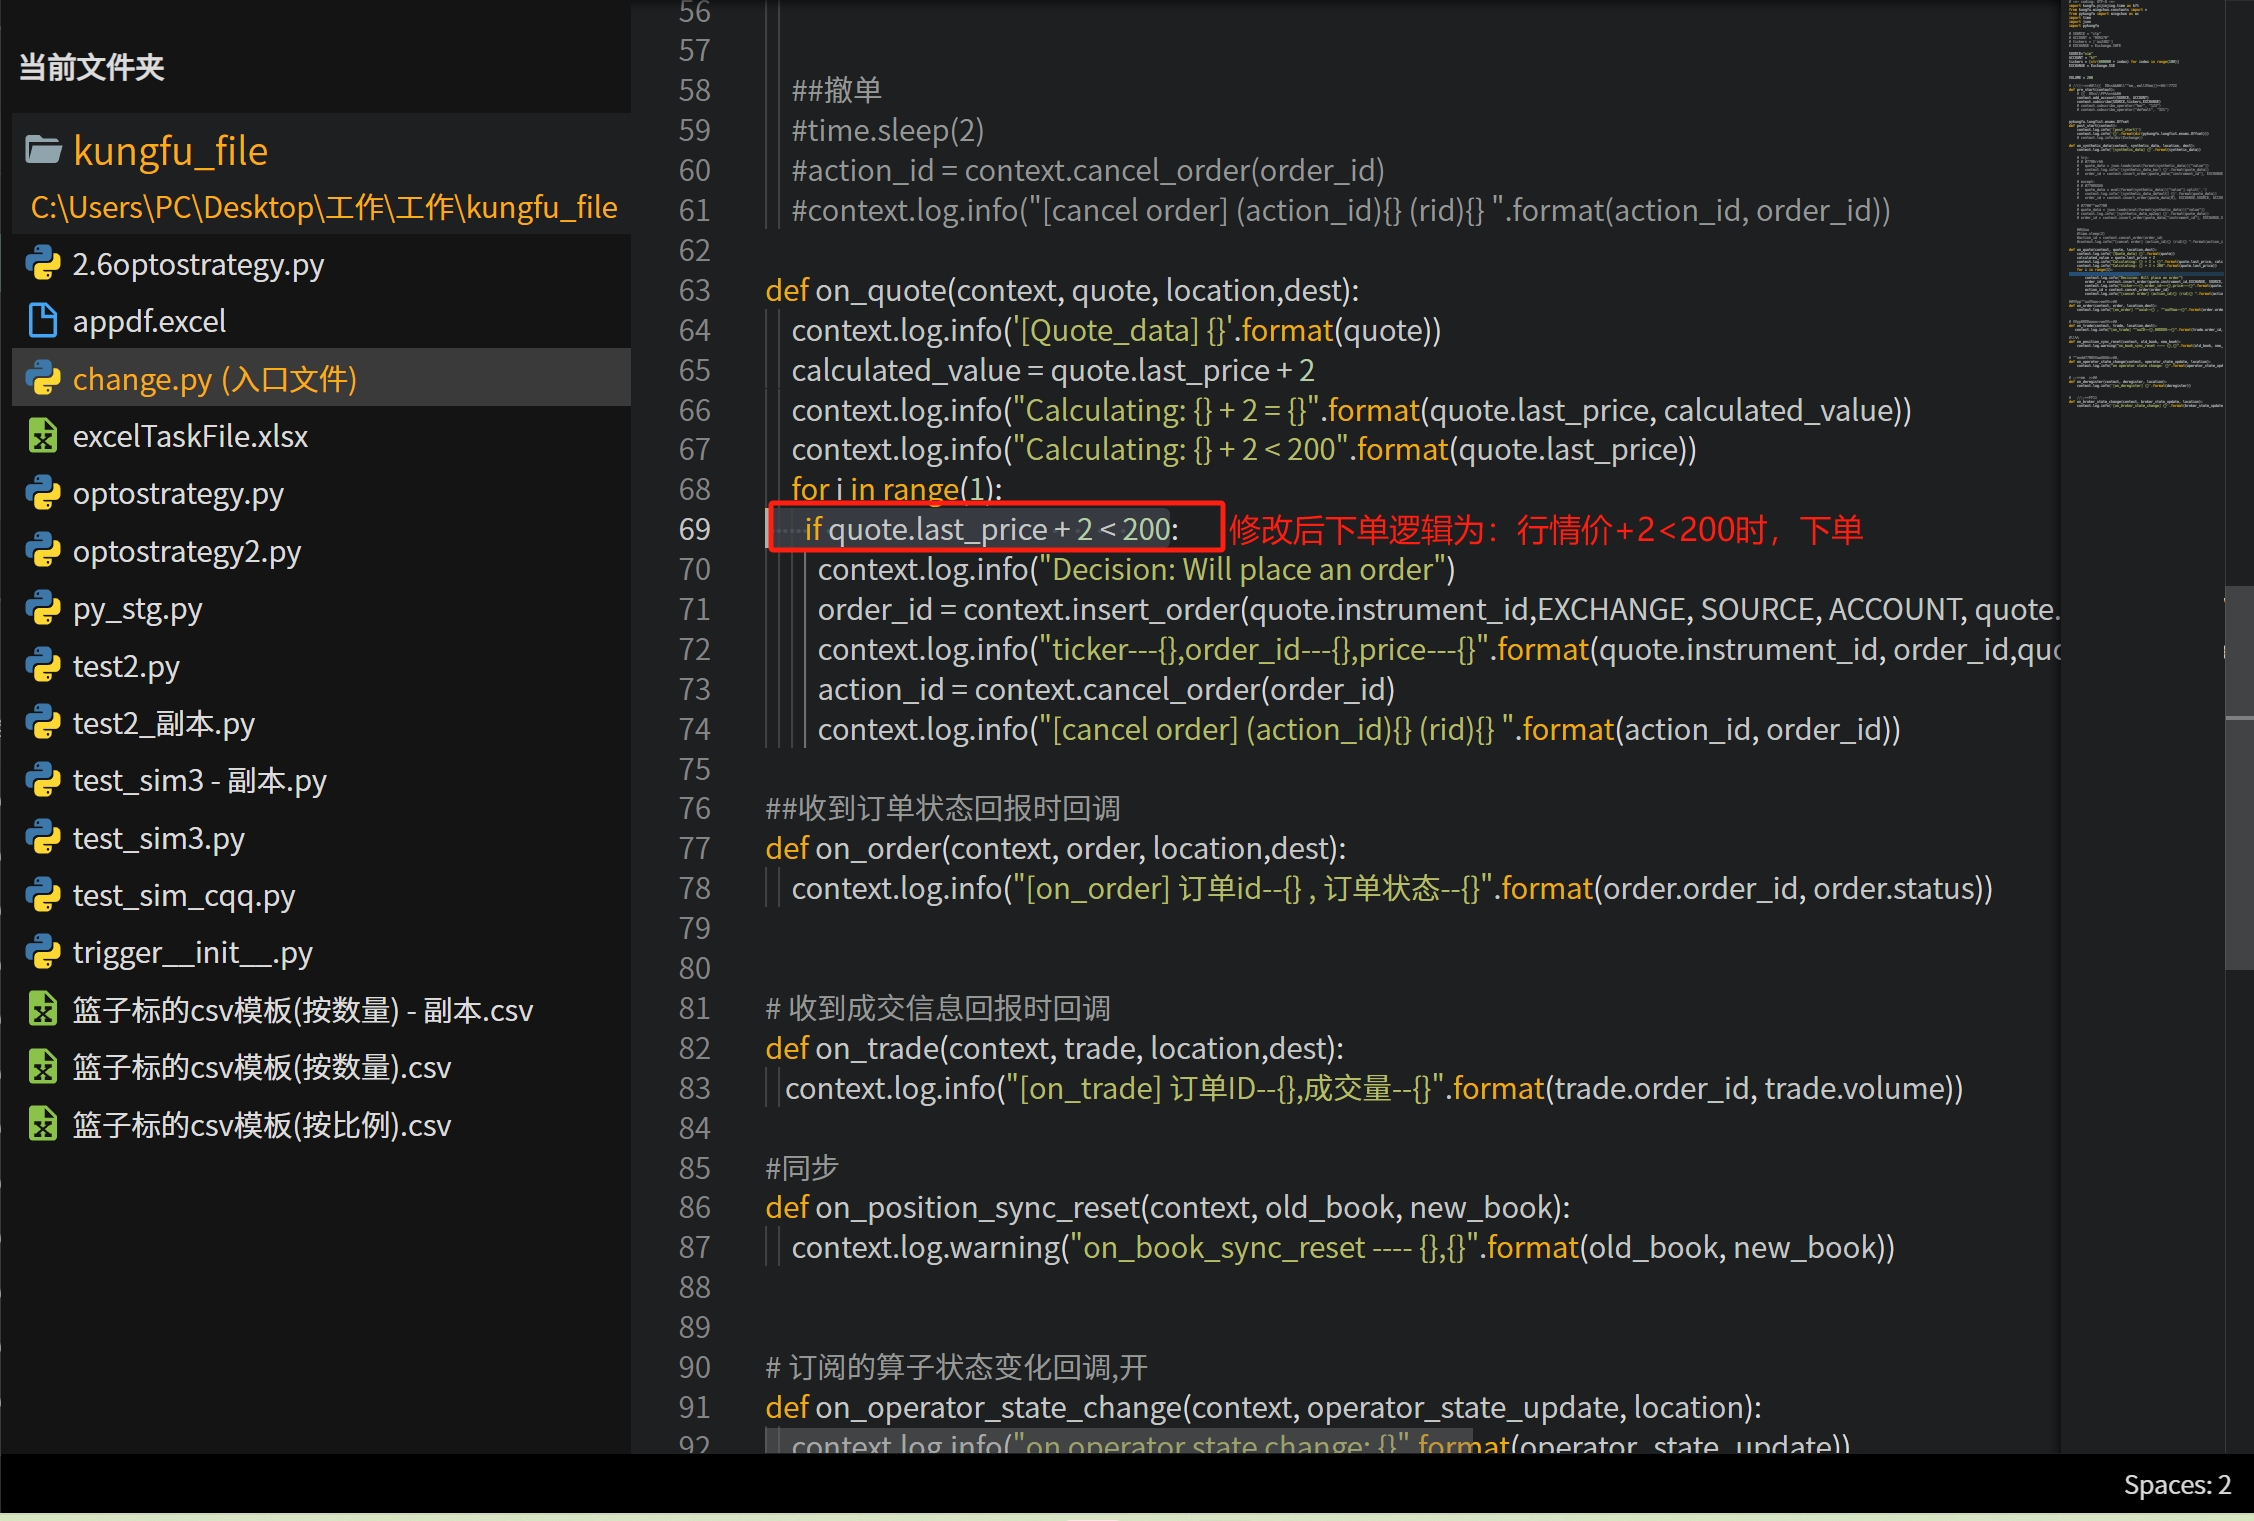 当前文件夹
kungfu_file
C:\Users\PC\Desktop\工作\工作\kungfu_file
2.6optostrategy.py
appdf.excel
change.py (入口文件)
excelTaskFile.xlsx
optostrategy.py
optostrategy2.py
py_stg.py
test2.py
test2_副本.py
test_sim3 - 副本.py
test_sim3.py
test_sim_cqq.py
trigger__init__.py
篮子标的csv模板(按数量) - 副本.csv
篮子标的csv模板(按数量).csv
篮子标的csv模板(按比例).csv
56
57
58 ##撤单
59 #time.sleep(2)
60 #action_id = context.cancel_order(order_id)
61 #context.log.info("[cancel order] (action_id){} (rid){} ".format(action_id, order_id))
62
63 def on_quote(context, quote, location,dest):
64 context.log.info('[Quote_data] {}'.format(quote))
65 calculated_value = quote.last_price + 2
66 context.log.info("Calculating: {} + 2 = {}".format(quote.last_price, calculated_value))
67 context.log.info("Calculating: {} + 2 < 200".format(quote.last_price))
68 for i in range(1):
69 if quote.last_price + 2 < 200: 修改后下单逻辑为：行情价+2<200时，下单
70 context.log.info("Decision: Will place an order")
71 order_id = context.insert_order(quote.instrument_id,EXCHANGE, SOURCE, ACCOUNT, quote.
72 context.log.info("ticker---{},order_id---{},price---{}".format(quote.instrument_id, order_id,quo
73 action_id = context.cancel_order(order_id)
74 context.log.info("[cancel order] (action_id){} (rid){} ".format(action_id, order_id))
75
76 ##收到订单状态回报时回调
77 def on_order(context, order, location,dest):
78 context.log.info("[on_order] 订单id--{} , 订单状态--{}".format(order.order_id, order.status))
79
80
81 # 收到成交信息回报时回调
82 def on_trade(context, trade, location,dest):
83 context.log.info("[on_trade] 订单ID--{},成交量--{}".format(trade.order_id, trade.volume))
84
85 #同步
86 def on_position_sync_reset(context, old_book, new_book):
87 context.log.warning("on_book_sync_reset ---- {},{}".format(old_book, new_book))
88
89
90 # 订阅的算子状态变化回调,开
91 def on_operator_state_change(context, operator_state_update, location):
92 context.log.info("on operator state change: {}".format(operator_state_update))
Spaces: 2